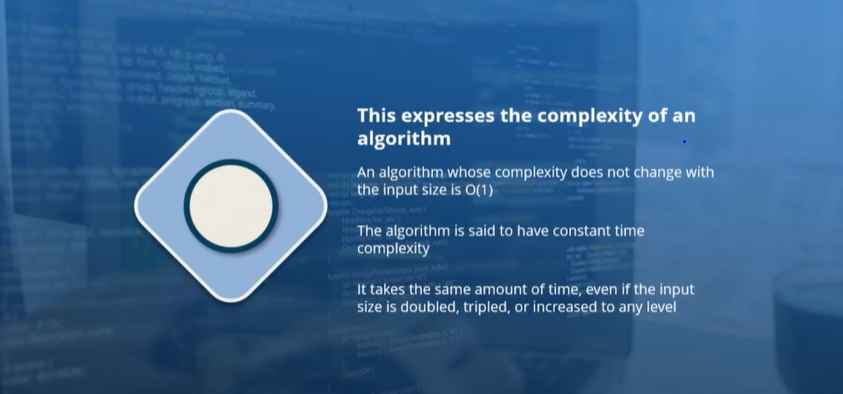 This expresses the complexity of an
algorithm
An algorithm whose complexity does not change with
the input size is O(1)
The algorithm is said to have constant time
complexity
It takes the same amount of time, even if the input
size is doubled, tripled, or increased to any level